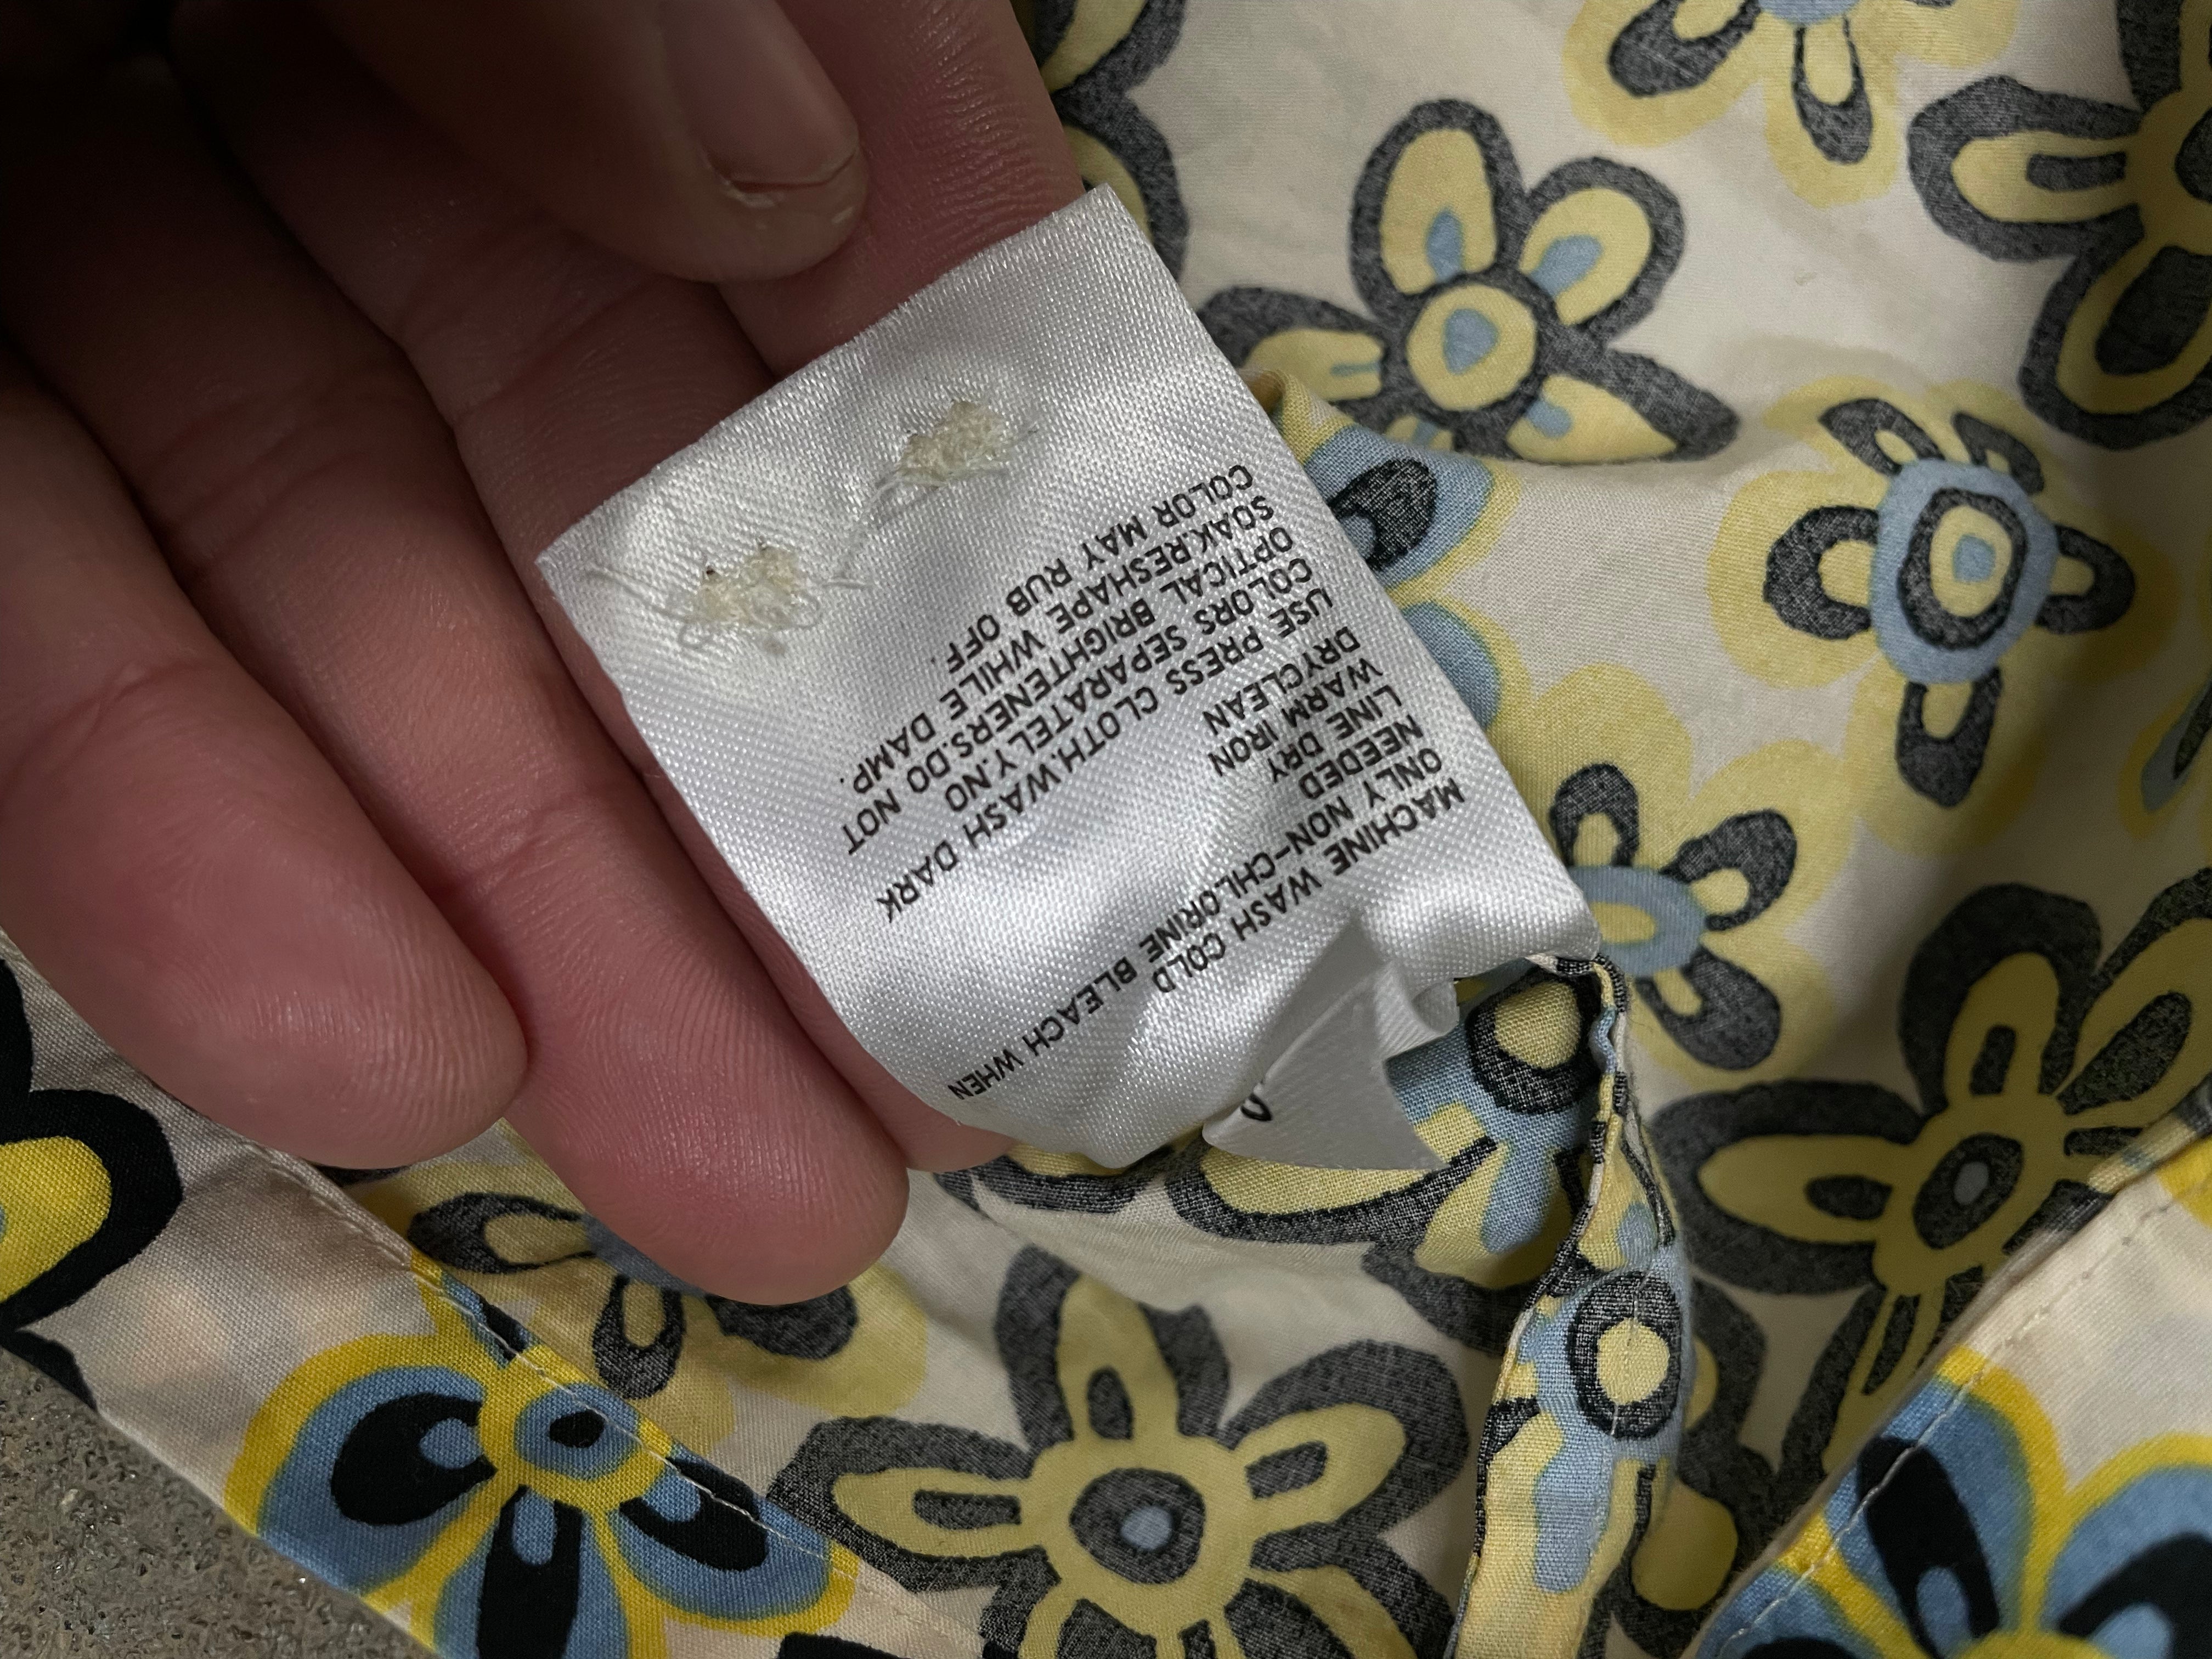 MACHINE WASH COLD
ONLY NON-CHLORINE BLEACH WHEN
NEEDED
LINE DRY
WARM IRON
DRYCLEAN
USE PRESS CLOTH.WASH DARK
COLORS SEPARATELY.NO
OPTICAL BRIGHTENERS.DO NOT
SOAK.RESHAPE WHILE DAMP.
COLOR MAY RUB OFF.